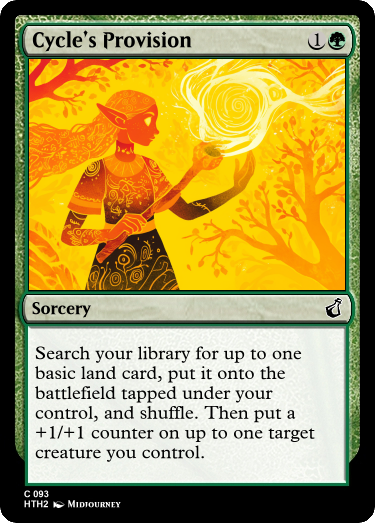 Cycle's Provision 1
Sorcery
Search your library for up to one
basic land card, put it onto the
battlefield tapped under your
control, and shuffle. Then put a
+1/+1 counter on up to one target
creature you control.
C 093
HTH2 Midjourney